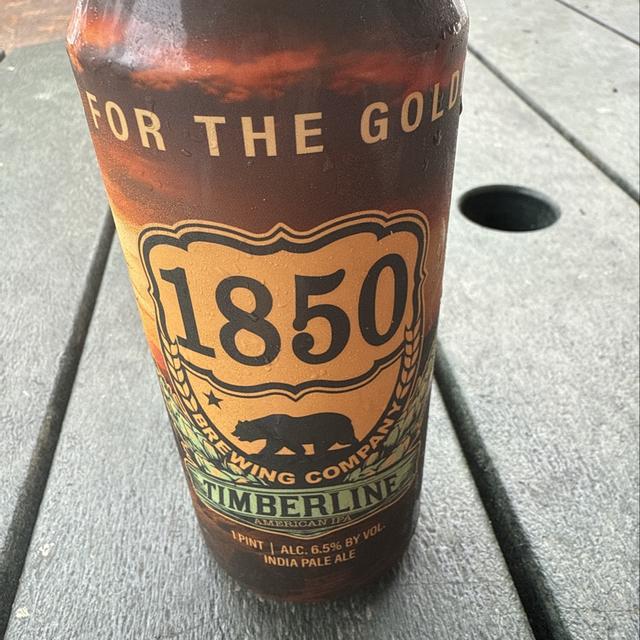 FOR THE GOLD
1850
BREWING COMPANY
TIMBERLINE
AMERICAN IPA
1 PINT | ALC. 6.5% BY VOL.
INDIA PALE ALE